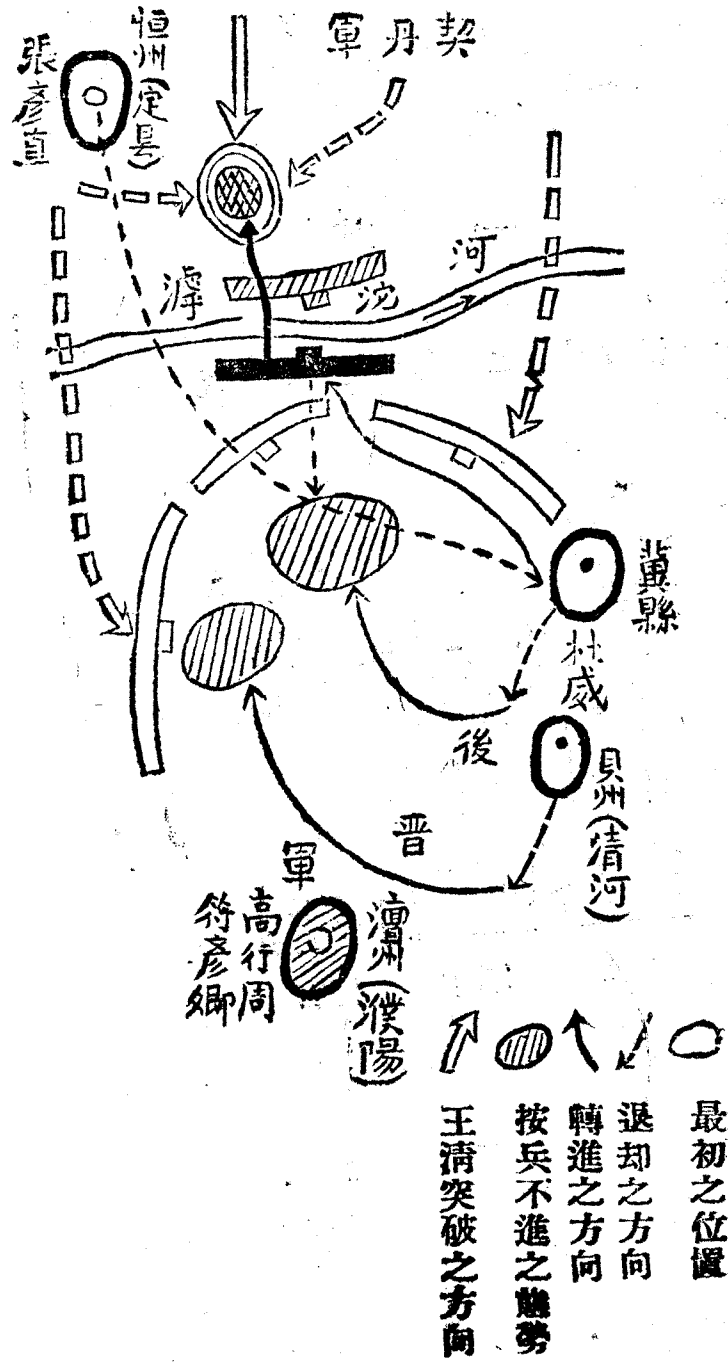 契丹軍
恒州(定县)
張彥直
滹沱河
冀縣
杜威
貝州(清河)
後晋軍
澶州(濮陽)
高行周
符彥卿
最初之位置
退却之方向
轉進之方向
按兵不進之態勢
王清突破之方向